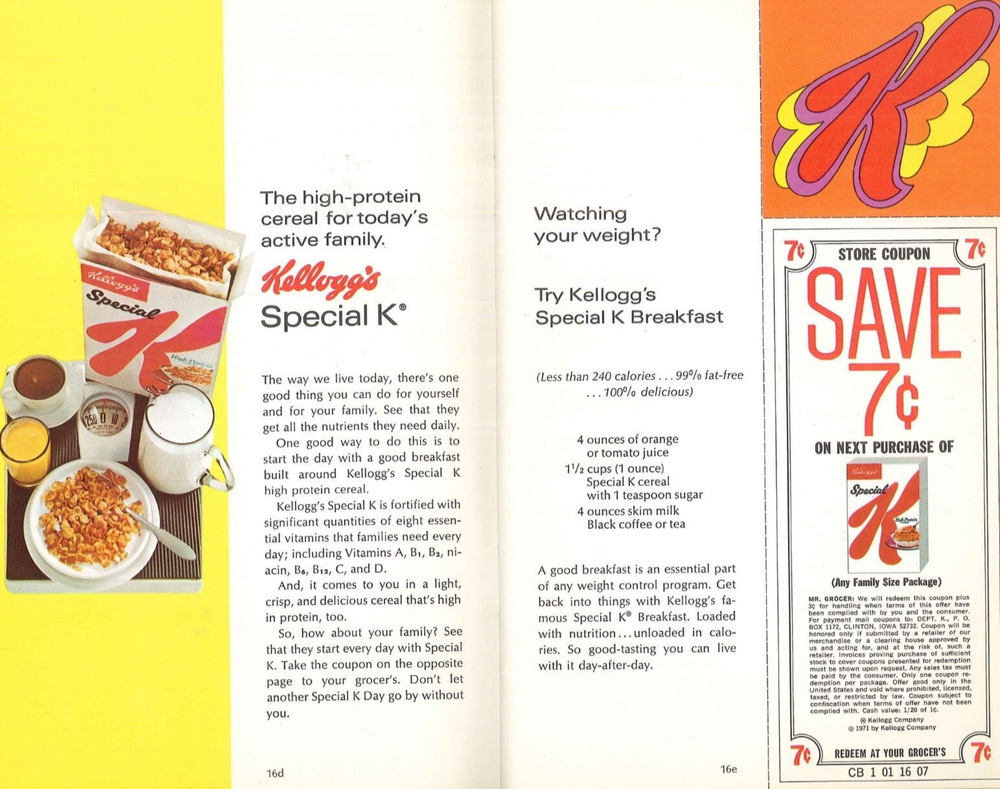 Kellogg's
Special
K
High-Protein
The high-protein
cereal for today's
active family.
Kellogg's
Special K®
The way we live today, there's one
good thing you can do for yourself
and for your family. See that they
get all the nutrients they need daily.
One good way to do this is to
start the day with a good breakfast
built around Kellogg's Special K
high protein cereal.
Kellogg's Special K is fortified with
significant quantities of eight essen-
tial vitamins that families need every
day; including Vitamins A, B₁, B₂, ni-
acin, B₆, B₁₂, C, and D.
And, it comes to you in a light,
crisp, and delicious cereal that's high
in protein, too.
So, how about your family? See
that they start every day with Special
K. Take the coupon on the opposite
page to your grocer's. Don't let
another Special K Day go by without
you.
16d
Watching
your weight?
Try Kellogg's
Special K Breakfast
(Less than 240 calories . . . 99% fat-free
. . . 100% delicious)
4 ounces of orange
or tomato juice
1½ cups (1 ounce)
Special K cereal
with 1 teaspoon sugar
4 ounces skim milk
Black coffee or tea
A good breakfast is an essential part
of any weight control program. Get
back into things with Kellogg's fa-
mous Special K® Breakfast. Loaded
with nutrition . . . unloaded in calo-
ries. So good-tasting you can live
with it day-after-day.
16e
K
7¢ STORE COUPON 7¢
SAVE
7¢
ON NEXT PURCHASE OF
Kellogg's
Special
K
High-Protein
(Any Family Size Package)
MR. GROCER: We will redeem this coupon plus
3¢ for handling when terms of this offer have
been complied with by you and the consumer.
For payment mail coupons to: DEPT. K., P. O.
BOX 1172, CLINTON, IOWA 52732. Coupon will be
honored only if submitted by a retailer of our
merchandise or a clearing house approved by
us and acting for, and at the risk of, such a
retailer. Invoices proving purchase of sufficient
stock to cover coupons presented for redemption
must be shown upon request. Any sales tax must
be paid by the consumer. Only one coupon re-
demption per package. Offer good only in the
United States and void where prohibited, licensed,
taxed, or restricted by law. Coupon subject to
confiscation when terms of offer have not been
complied with. Cash value: 1/20 of 1¢.
® Kellogg Company
© 1971 by Kellogg Company
7¢ REDEEM AT YOUR GROCER'S 7¢
CB 1 01 16 07